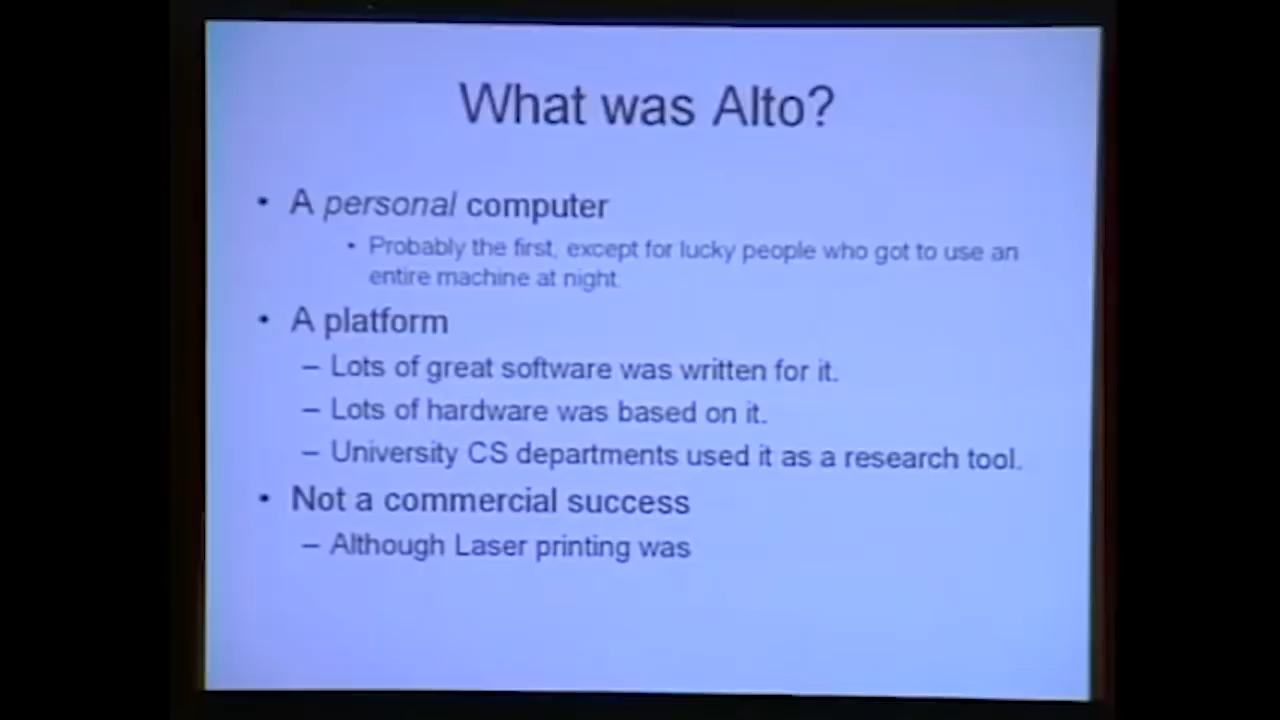 What was Alto?
• A personal computer
• Probably the first, except for lucky people who got to use an
entire machine at night.
• A platform
– Lots of great software was written for it.
– Lots of hardware was based on it.
– University CS departments used it as a research tool.
• Not a commercial success
– Although Laser printing was